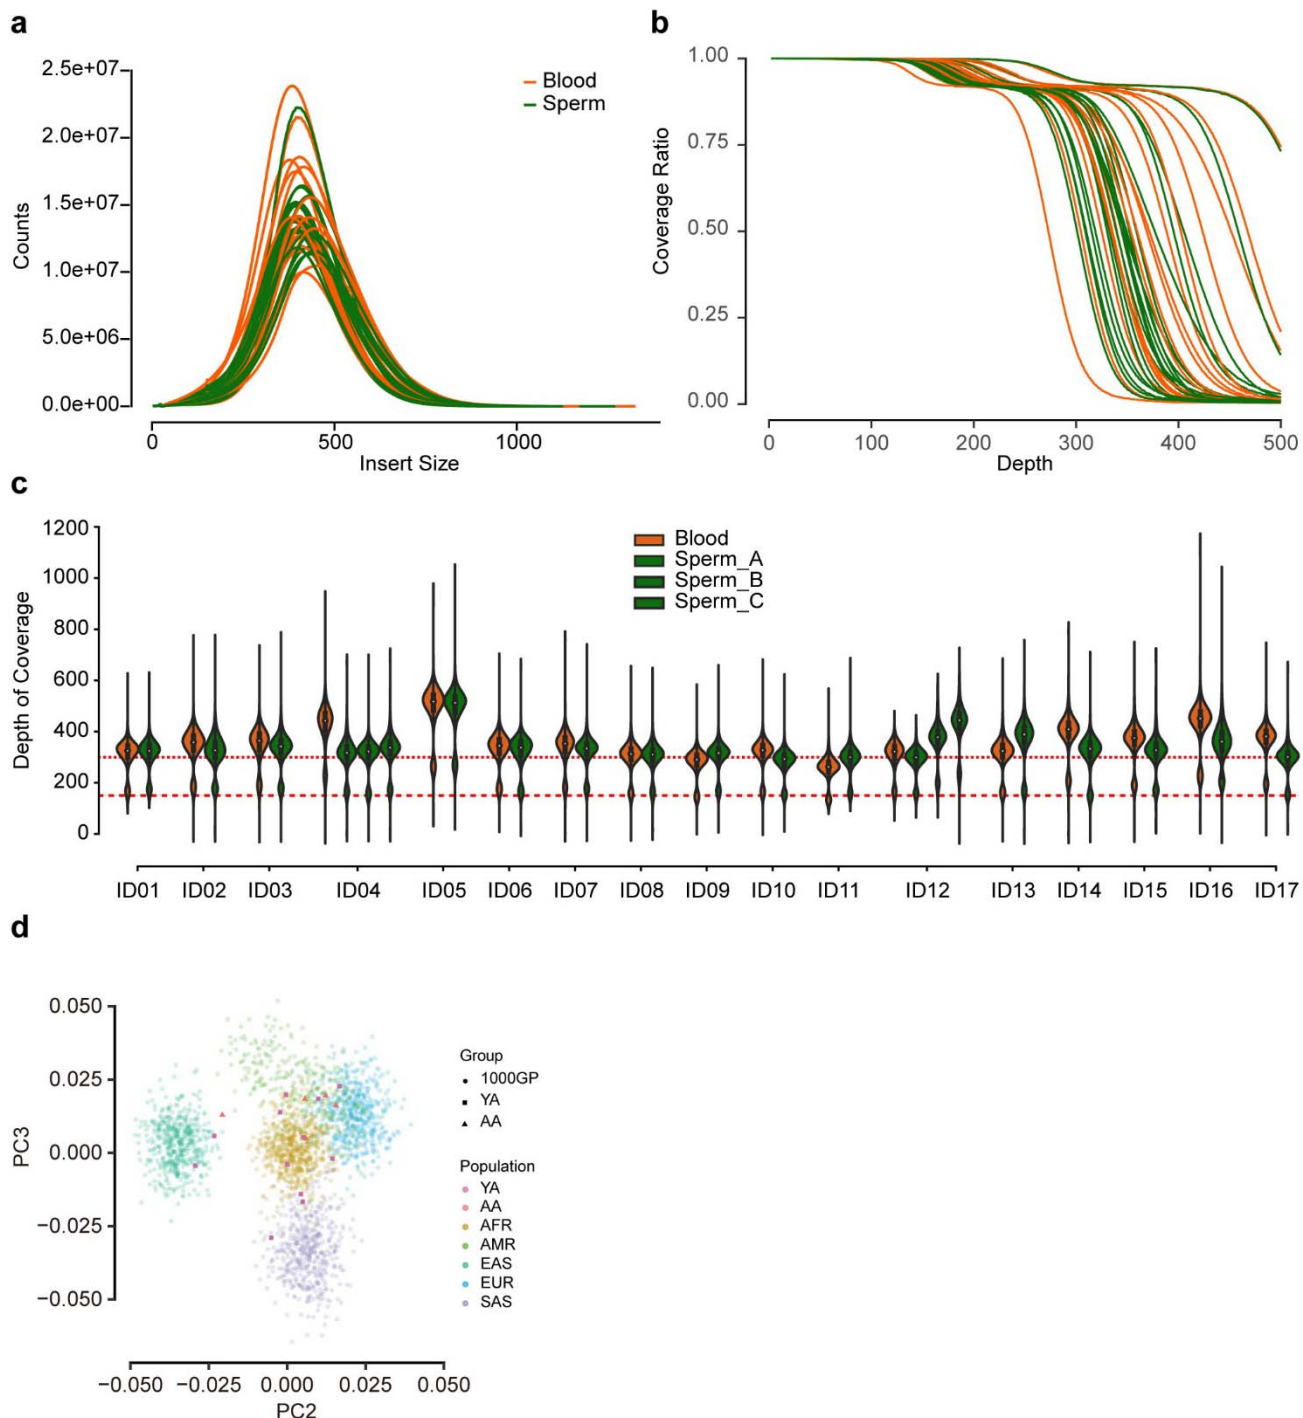 a
2.5e+07
2.0e+07
1.5e+07
1.0e+07
5.0e+06
0.0e+00
Counts
0 500 1000
Insert Size
Blood
Sperm
b
1.00
0.75
0.50
0.25
0.00
Coverage Ratio
0 100 200 300 400 500
Depth
c
1200
1000
800
600
400
200
0
Depth of Coverage
Blood
Sperm_A
Sperm_B
Sperm_C
ID01 ID02 ID03 ID04 ID05 ID06 ID07 ID08 ID09 ID10 ID11 ID12 ID13 ID14 ID15 ID16 ID17
d
0.050
0.025
0.000
−0.025
−0.050
PC3
−0.050 −0.025 0.000 0.025 0.050
PC2
Group
1000GP
YA
AA
Population
YA
AA
AFR
AMR
EAS
EUR
SAS